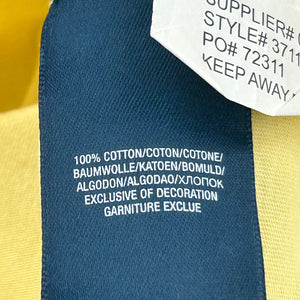 SUPPLIER#
STYLE# 3711
PO# 72311
KEEP AWAY
100% COTTON/COTON/COTONE/
BAUMWOLLE/KATOEN/BOMULD/
ALGODON/ALGODAO/ХЛОПОК
EXCLUSIVE OF DECORATION
GARNITURE EXCLUE